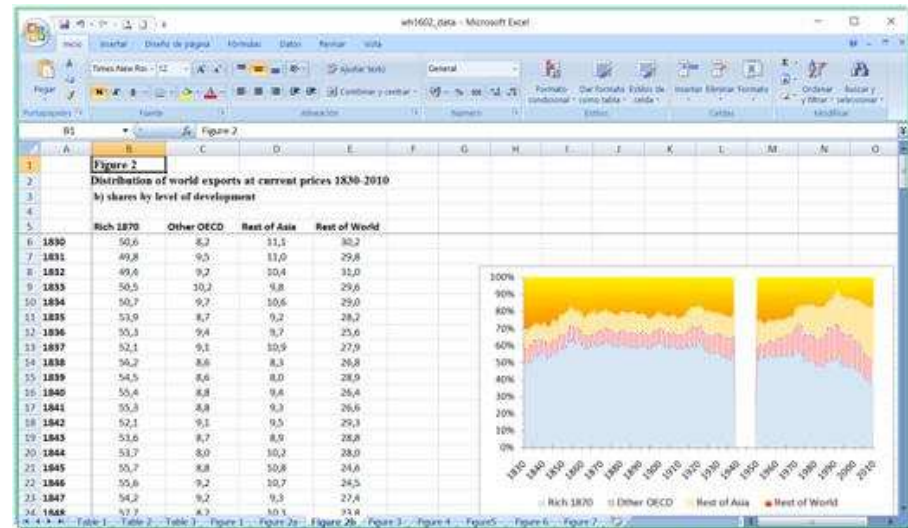 wh1602_data - Microsoft Excel
Inicio Insertar Diseño de página Fórmulas Datos Revisar Vista
Times New Ro 12 Ajustar texto General
Pegar Combinar y centrar Formato condicional Dar formato como tabla Estilos de celda Insertar Eliminar Formato Ordenar y filtrar Buscar y seleccionar
Portapapeles Fuente Alineación Número Estilos Celdas Modificar
B1 Figure 2
A B C D E F G H I J K L M N O
1 Figure 2
2 Distribution of world exports at current prices 1830-2010
3 b) shares by level of development
4
5 Rich 1870 Other OECD Rest of Asia Rest of World
6 1830 50,6 8,2 11,1 30,2
7 1831 49,8 9,5 11,0 29,8
8 1832 49,4 9,2 10,4 31,0
9 1833 50,5 10,2 9,8 29,6
10 1834 50,7 9,7 10,6 29,0
11 1835 53,9 8,7 9,2 28,2
12 1836 55,3 9,4 9,7 25,6
13 1837 52,1 9,1 10,9 27,9
14 1838 56,2 8,6 8,3 26,8
15 1839 54,5 8,6 8,0 28,9
16 1840 55,4 8,8 9,4 26,4
17 1841 55,3 8,8 9,3 26,6
18 1842 52,1 9,1 9,5 29,3
19 1843 53,6 8,7 8,9 28,8
20 1844 53,7 8,0 10,2 28,0
21 1845 55,7 8,8 10,8 24,6
22 1846 55,6 9,2 10,7 24,5
23 1847 54,2 9,2 9,3 27,4
24 1848 57,7 8,2 10,3 23,8
100%
90%
80%
70%
60%
50%
40%
30%
20%
10%
0%
1830 1840 1850 1860 1870 1880 1890 1900 1910 1920 1930 1940 1950 1960 1970 1980 1990 2000 2010
Rich 1870 Other OECD Rest of Asia Rest of World
Table 1 Table 2 Table 3 Figure 1 Figure 2a Figure 2b Figure 3 Figure 4 Figure5 Figure 6 Figure 7